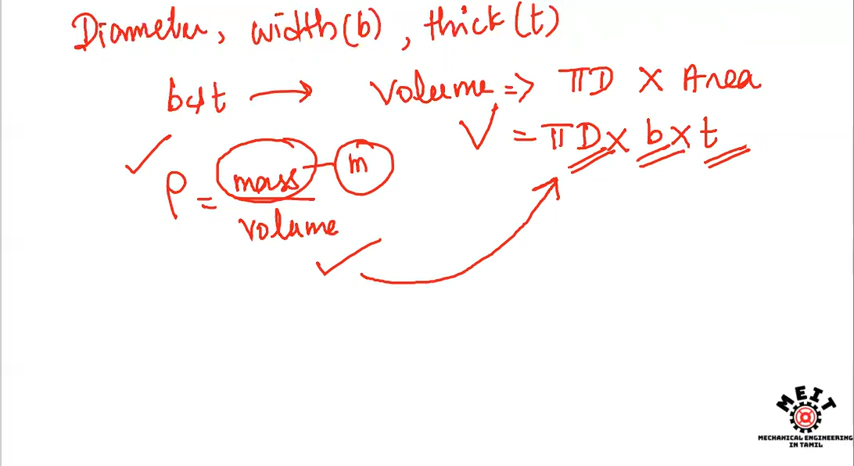 Diameter, width(b), thick(t)
b&t → volume => πD X Area
V = πD x b x t
ρ = mass - m
volume
MEIT
MECHANICAL ENGINEERING
IN TAMIL